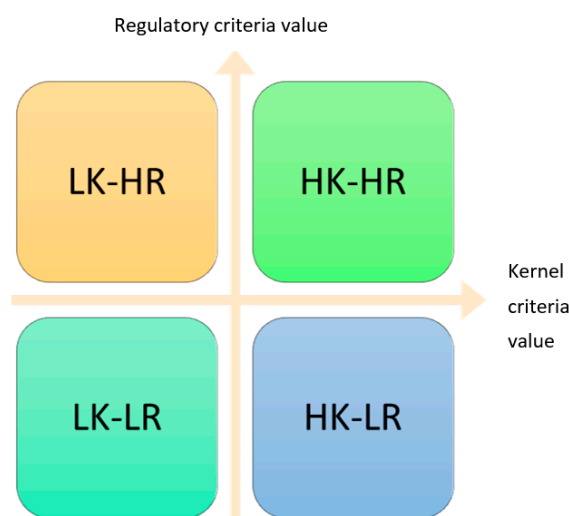 Regulatory criteria value
LK-HR
HK-HR
Kernel
criteria
value
LK-LR
HK-LR